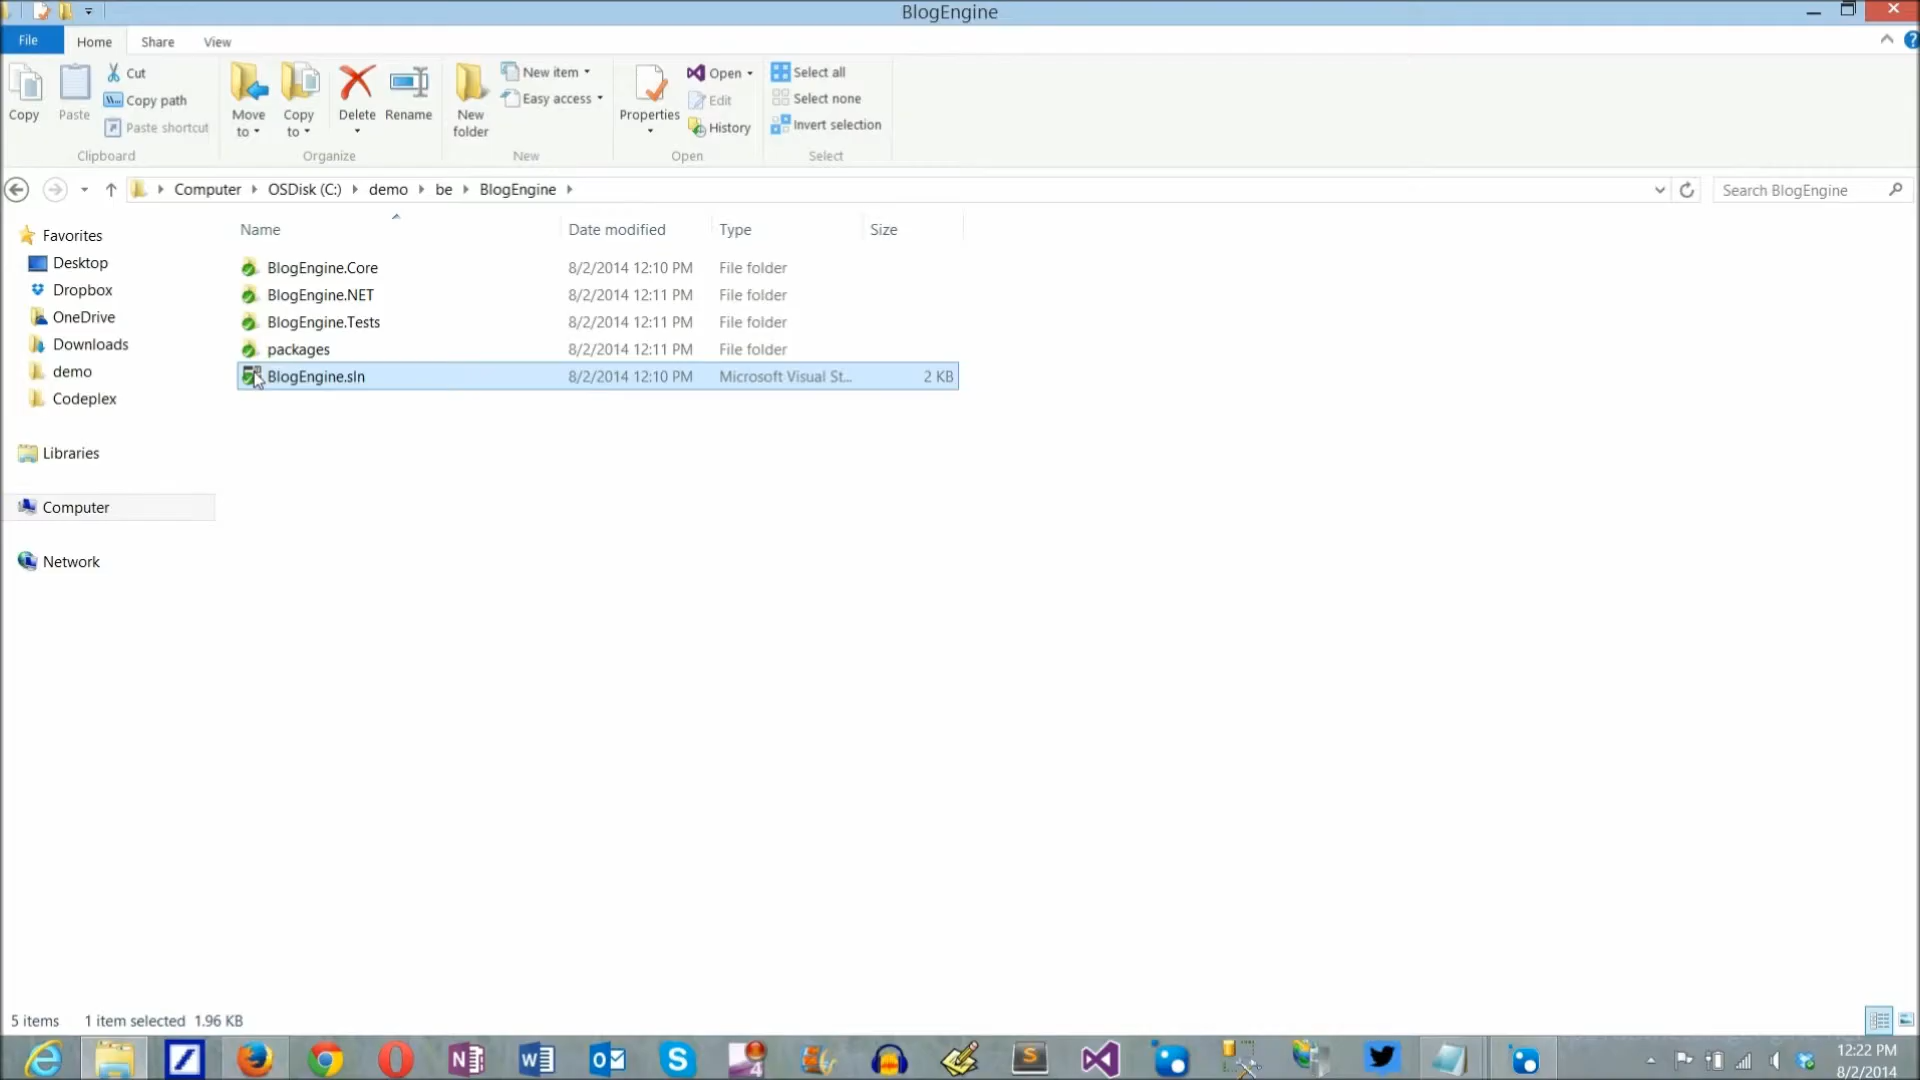 BlogEngine
File Home Share View
Copy
Paste
Cut
Copy path
Paste shortcut
Clipboard
Move to
Copy to
Delete
Rename
Organize
New folder
New item
Easy access
New
Properties
Open
Edit
History
Open
Select all
Select none
Invert selection
Select
Computer OSDisk (C:) demo be BlogEngine
Search BlogEngine
Favorites
Desktop
Dropbox
OneDrive
Downloads
demo
Codeplex
Libraries
Computer
Network
Name Date modified Type Size
BlogEngine.Core 8/2/2014 12:10 PM File folder
BlogEngine.NET 8/2/2014 12:11 PM File folder
BlogEngine.Tests 8/2/2014 12:11 PM File folder
packages 8/2/2014 12:11 PM File folder
BlogEngine.sln 8/2/2014 12:10 PM Microsoft Visual St... 2 KB
5 items 1 item selected 1.96 KB
12:22 PM
8/2/2014